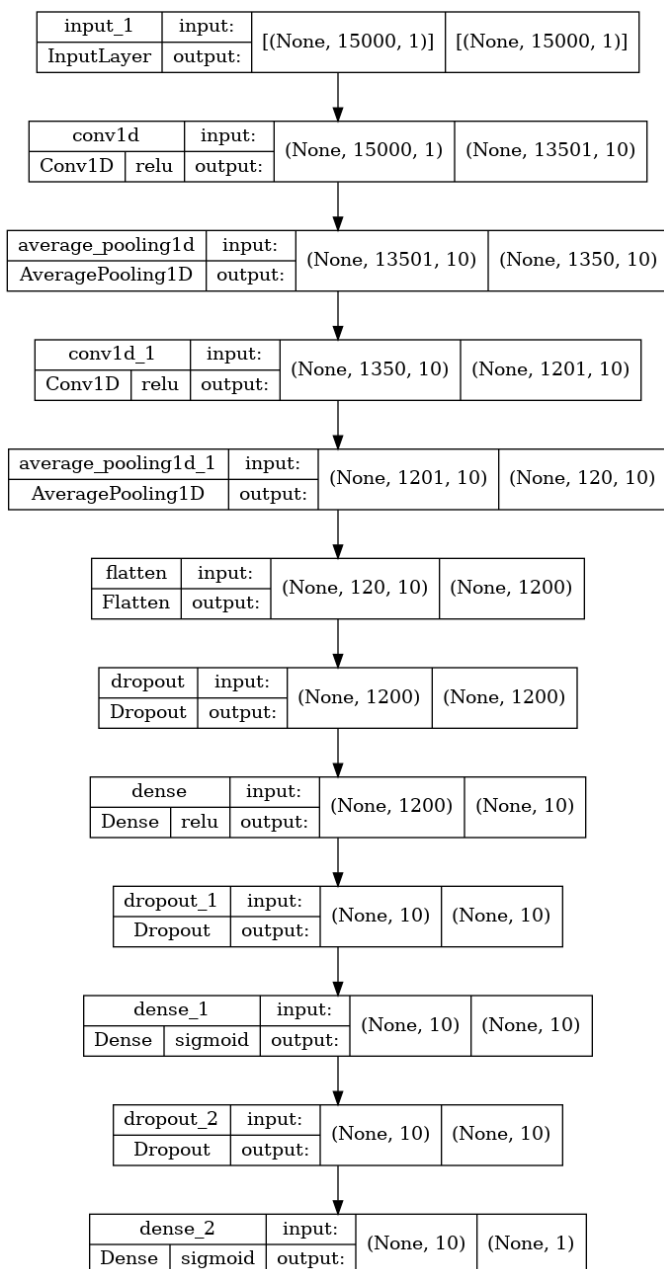 input_1 input: [(None, 15000, 1)] [(None, 15000, 1)]
InputLayer output:
conv1d input: (None, 15000, 1) (None, 13501, 10)
Conv1D relu output:
average_pooling1d input: (None, 13501, 10) (None, 1350, 10)
AveragePooling1D output:
conv1d_1 input: (None, 1350, 10) (None, 1201, 10)
Conv1D relu output:
average_pooling1d_1 input: (None, 1201, 10) (None, 120, 10)
AveragePooling1D output:
flatten input: (None, 120, 10) (None, 1200)
Flatten output:
dropout input: (None, 1200) (None, 1200)
Dropout output:
dense input: (None, 1200) (None, 10)
Dense relu output:
dropout_1 input: (None, 10) (None, 10)
Dropout output:
dense_1 input: (None, 10) (None, 10)
Dense sigmoid output:
dropout_2 input: (None, 10) (None, 10)
Dropout output:
dense_2 input: (None, 10) (None, 1)
Dense sigmoid output: